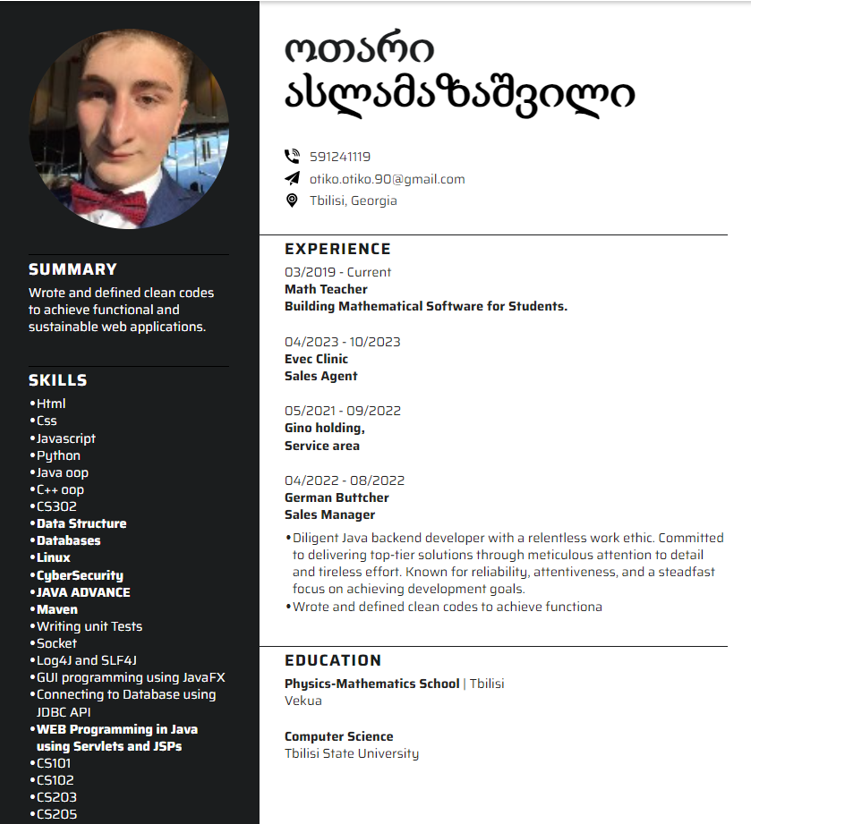 ოთარი
ასლამაზაშვილი
591241119
otiko.otiko.90@gmail.com
Tbilisi, Georgia
SUMMARY
Wrote and defined clean codes
to achieve functional and
sustainable web applications.
SKILLS
•Html
•Css
•Javascript
•Python
•Java oop
•C++ oop
•CS302
•Data Structure
•Databases
•Linux
•CyberSecurity
•JAVA ADVANCE
•Maven
•Writing unit Tests
•Socket
•Log4J and SLF4J
•GUI programming using JavaFX
•Connecting to Database using
JDBC API
•WEB Programming in Java
using Servlets and JSPs
•CS101
•CS102
•CS203
•CS205
EXPERIENCE
03/2019 - Current
Math Teacher
Building Mathematical Software for Students.
04/2023 - 10/2023
Evec Clinic
Sales Agent
05/2021 - 09/2022
Gino holding,
Service area
04/2022 - 08/2022
German Buttcher
Sales Manager
•Diligent Java backend developer with a relentless work ethic. Committed
to delivering top-tier solutions through meticulous attention to detail
and tireless effort. Known for reliability, attentiveness, and a steadfast
focus on achieving development goals.
•Wrote and defined clean codes to achieve functiona
EDUCATION
Physics-Mathematics School | Tbilisi
Vekua
Computer Science
Tbilisi State University